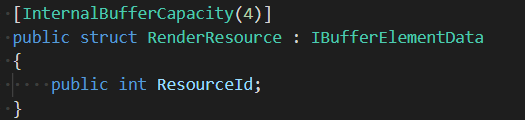 [InternalBufferCapacity(4)]
public struct RenderResource : IBufferElementData
{
    public int ResourceId;
}